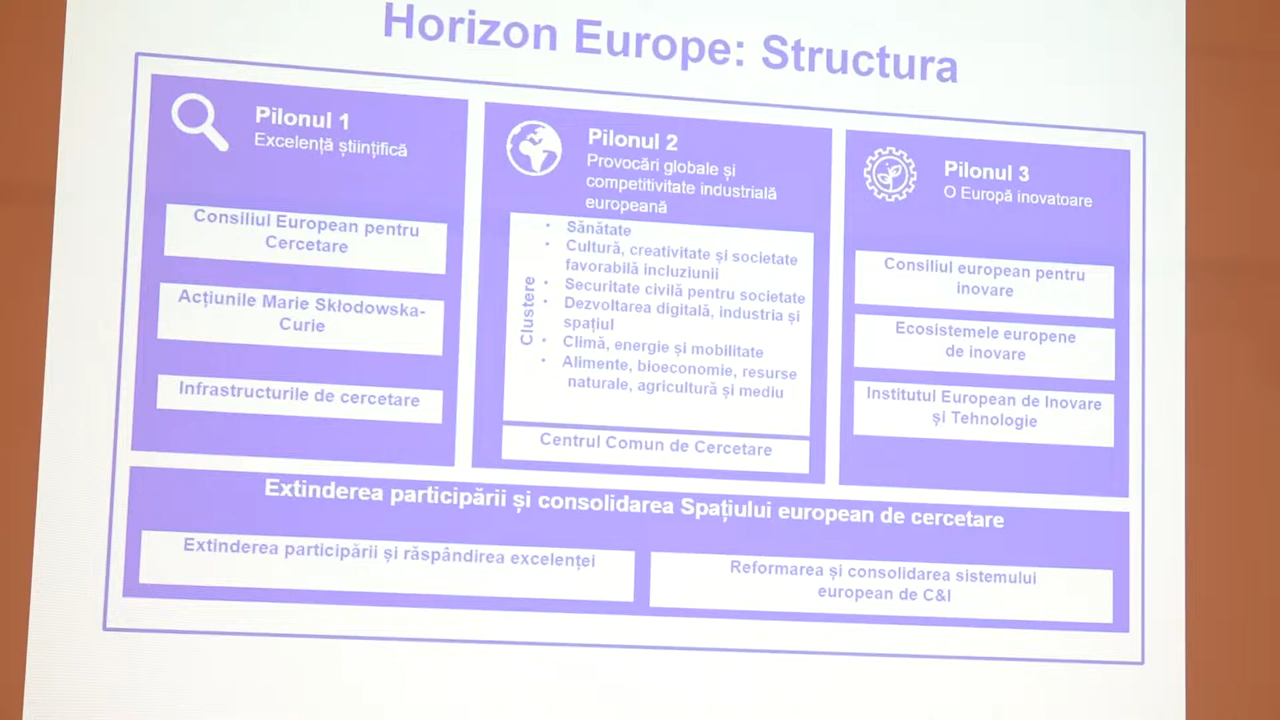 Horizon Europe: Structura
Pilonul 1
Excelență științifică
Consiliul European pentru
Cercetare
Acțiunile Marie Skłodowska-
Curie
Infrastructurile de cercetare
Pilonul 2
Provocări globale și
competitivitate industrială
europeană
Clustere
• Sănătate
• Cultură, creativitate și societate
favorabilă incluziunii
• Securitate civilă pentru societate
• Dezvoltarea digitală, industria și
spațiul
• Climă, energie și mobilitate
• Alimente, bioeconomie, resurse
naturale, agricultură și mediu
Centrul Comun de Cercetare
Pilonul 3
O Europă inovatoare
Consiliul european pentru
inovare
Ecosistemele europene
de inovare
Institutul European de Inovare
și Tehnologie
Extinderea participării și consolidarea Spațiului european de cercetare
Extinderea participării și răspândirea excelenței
Reformarea și consolidarea sistemului
european de C&I